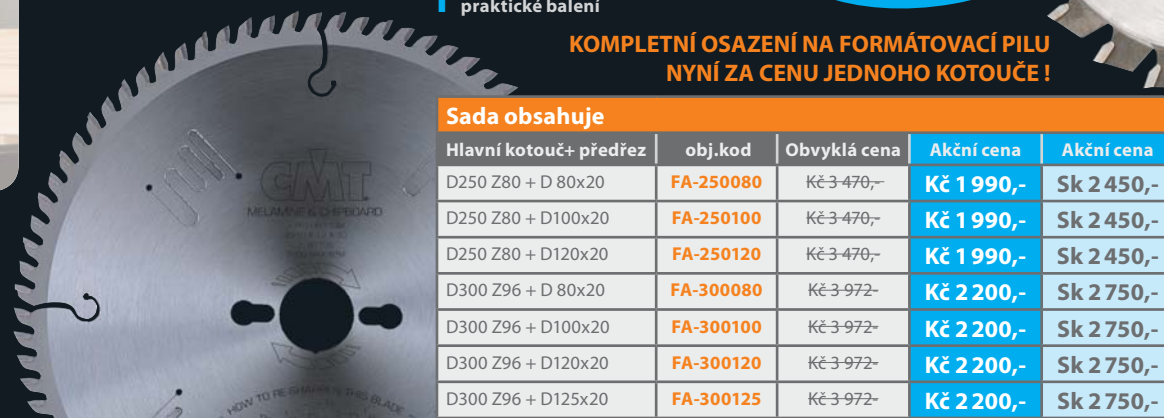 praktické balení
KOMPLETNÍ OSAZENÍ NA FORMÁTOVACÍ PILU
NYNÍ ZA CENU JEDNOHO KOTOUČE !
Sada obsahuje
Hlavní kotouč+ předřez obj.kod Obvyklá cena Akční cena Akční cena
D250 Z80 + D 80x20 FA-250080 Kč 3 470,- Kč 1 990,- Sk 2 450,-
D250 Z80 + D100x20 FA-250100 Kč 3 470,- Kč 1 990,- Sk 2 450,-
D250 Z80 + D120x20 FA-250120 Kč 3 470,- Kč 1 990,- Sk 2 450,-
D300 Z96 + D 80x20 FA-300080 Kč 3 972- Kč 2 200,- Sk 2 750,-
D300 Z96 + D100x20 FA-300100 Kč 3 972- Kč 2 200,- Sk 2 750,-
D300 Z96 + D120x20 FA-300120 Kč 3 972- Kč 2 200,- Sk 2 750,-
D300 Z96 + D125x20 FA-300125 Kč 3 972- Kč 2 200,- Sk 2 750,-
CMT
MELAMINE & CHIPBOARD
HOW TO RE-SHARPEN THIS BLADE